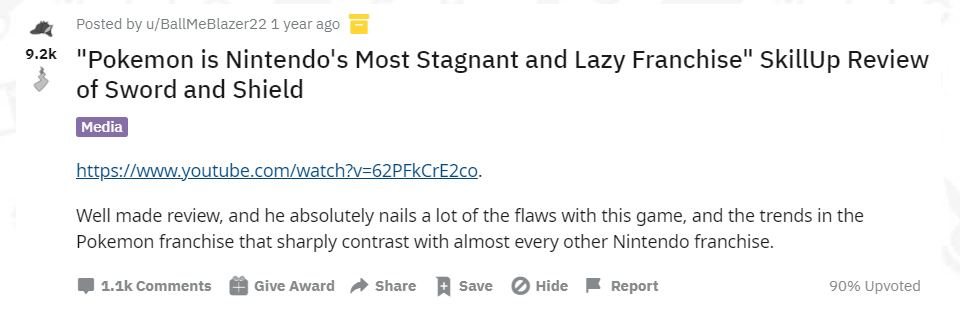 Posted by u/BallMeBlazer22 1 year ago
9.2k
"Pokemon is Nintendo's Most Stagnant and Lazy Franchise" SkillUp Review
of Sword and Shield
Media
https://www.youtube.com/watch?v=62PFkCrE2co.
Well made review, and he absolutely nails a lot of the flaws with this game, and the trends in the
Pokemon franchise that sharply contrast with almost every other Nintendo franchise.
1.1k Comments Give Award Share Save Hide Report 90% Upvoted